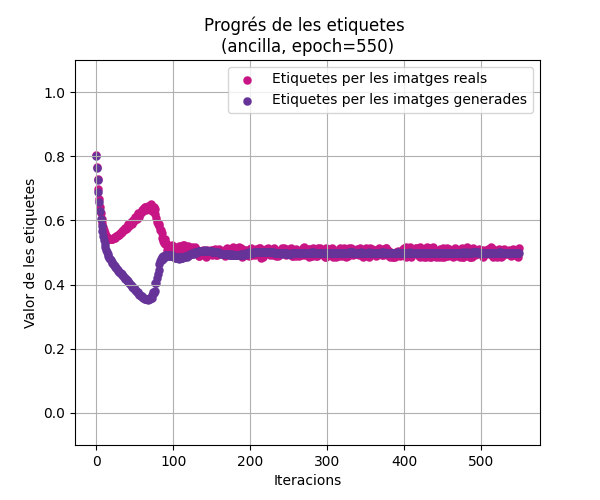 Progrés de les etiquetes
(ancilla, epoch=550)
Etiquetes per les imatges reals
Etiquetes per les imatges generades
Valor de les etiquetes
1.0
0.8
0.6
0.4
0.2
0.0
0 100 200 300 400 500
Iteracions